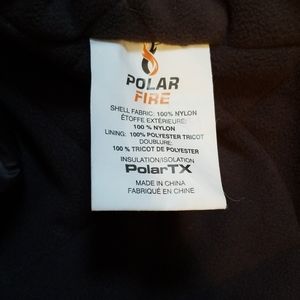 POLAR
FIRE
SHELL FABRIC: 100% NYLON
ÉTOFFE EXTÉRIEURE:
100 % NYLON
LINING: 100% POLYESTER TRICOT
DOUBLURE:
100 % TRICOT DE POLYESTER
INSULATION/ISOLATION
PolarTX
MADE IN CHINA
FABRIQUÉ EN CHINE